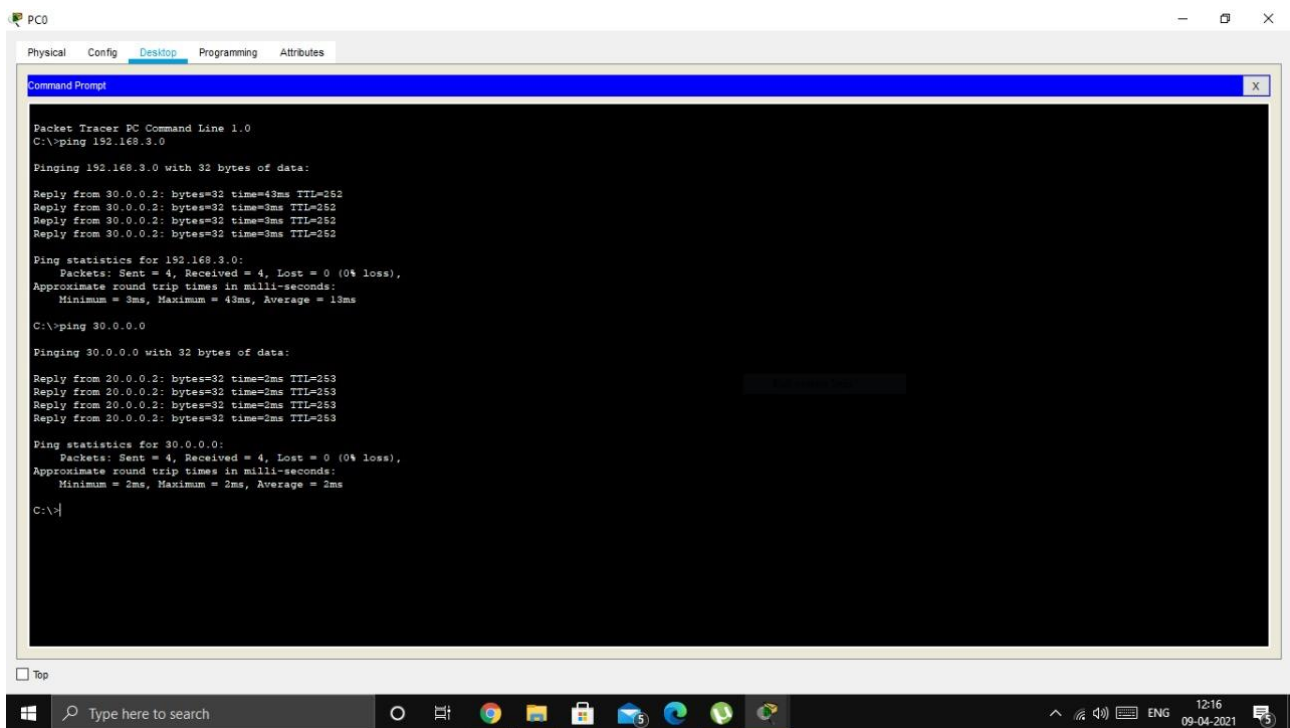 PC0
Physical Config Desktop Programming Attributes
Command Prompt
X
Packet Tracer PC Command Line 1.0
C:\>ping 192.168.3.0
Pinging 192.168.3.0 with 32 bytes of data:
Reply from 30.0.0.2: bytes=32 time=43ms TTL=252
Reply from 30.0.0.2: bytes=32 time=3ms TTL=252
Reply from 30.0.0.2: bytes=32 time=3ms TTL=252
Reply from 30.0.0.2: bytes=32 time=3ms TTL=252
Ping statistics for 192.168.3.0:
Packets: Sent = 4, Received = 4, Lost = 0 (0% loss),
Approximate round trip times in milli-seconds:
Minimum = 3ms, Maximum = 43ms, Average = 13ms
C:\>ping 30.0.0.0
Pinging 30.0.0.0 with 32 bytes of data:
Reply from 20.0.0.2: bytes=32 time=2ms TTL=253
Reply from 20.0.0.2: bytes=32 time=2ms TTL=253
Reply from 20.0.0.2: bytes=32 time=2ms TTL=253
Reply from 20.0.0.2: bytes=32 time=2ms TTL=253
Ping statistics for 30.0.0.0:
Packets: Sent = 4, Received = 4, Lost = 0 (0% loss),
Approximate round trip times in milli-seconds:
Minimum = 2ms, Maximum = 2ms, Average = 2ms
C:\>
Top
Type here to search
5
ENG
12:16
09-04-2021
5